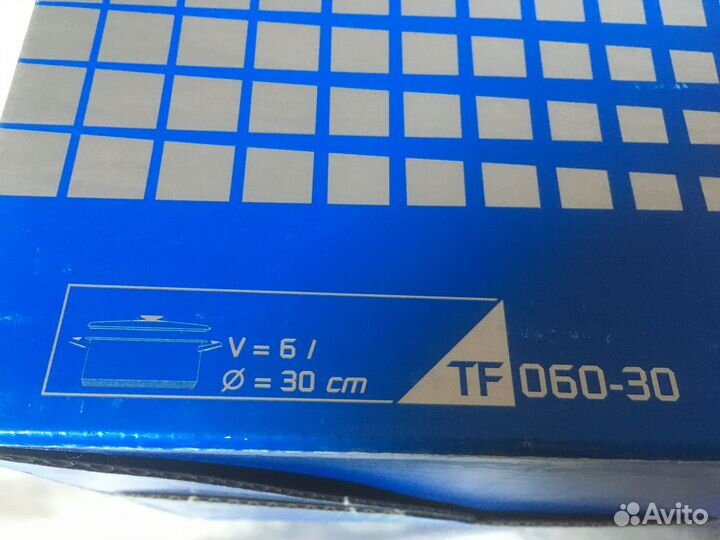 V = 6 l
Ø = 30 cm
TF 060-30
Avito